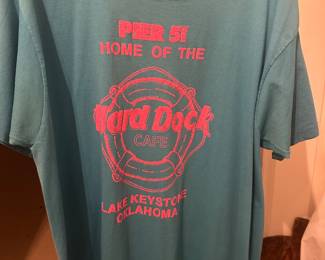 PIER 51
HOME OF THE
Hard Dock
CAFE
LAKE KEYSTONE
OKLAHOMA